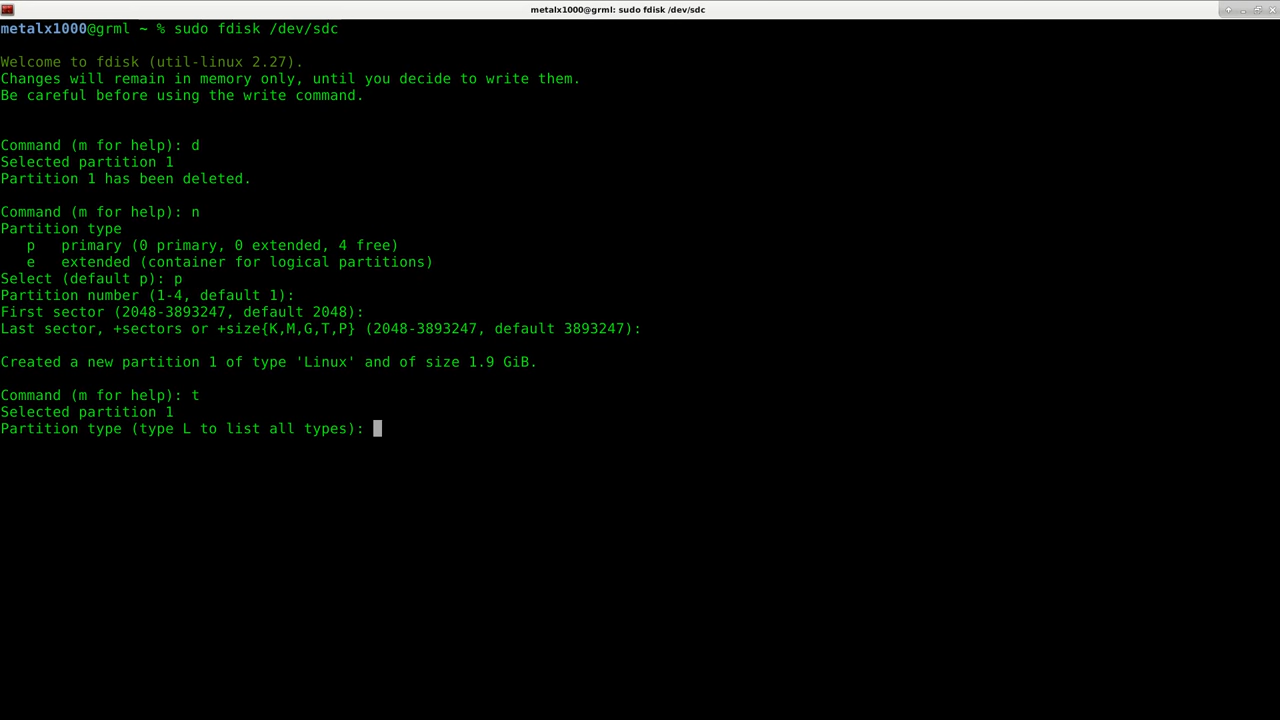 metalx1000@grml: sudo fdisk /dev/sdc
metalx1000@grml ~ % sudo fdisk /dev/sdc
Welcome to fdisk (util-linux 2.27).
Changes will remain in memory only, until you decide to write them.
Be careful before using the write command.
Command (m for help): d
Selected partition 1
Partition 1 has been deleted.
Command (m for help): n
Partition type
   p   primary (0 primary, 0 extended, 4 free)
   e   extended (container for logical partitions)
Select (default p): p
Partition number (1-4, default 1):
First sector (2048-3893247, default 2048):
Last sector, +sectors or +size{K,M,G,T,P} (2048-3893247, default 3893247):
Created a new partition 1 of type 'Linux' and of size 1.9 GiB.
Command (m for help): t
Selected partition 1
Partition type (type L to list all types):